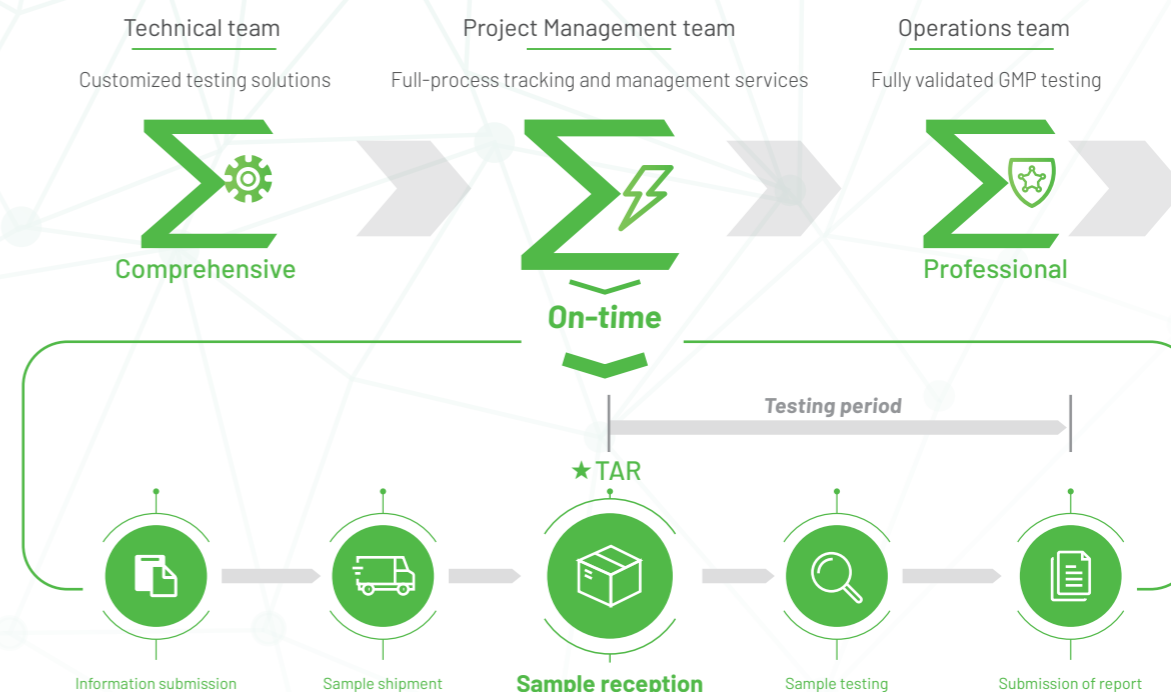 Technical team
Project Management team
Operations team
Customized testing solutions
Full-process tracking and management services
Fully validated GMP testing
Comprehensive
Professional
On-time
Testing period
★TAR
Information submission
Sample shipment
Sample reception
Sample testing
Submission of report